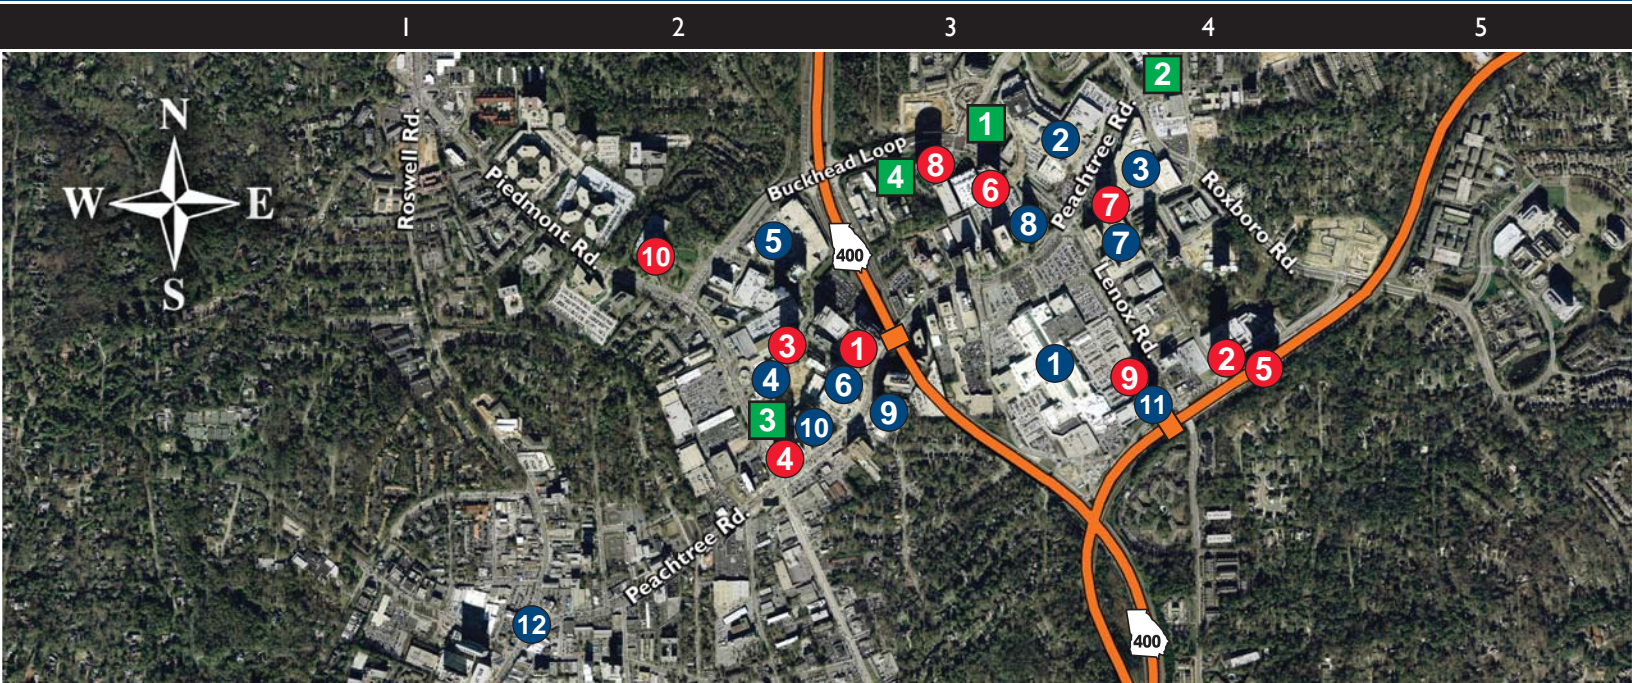 1 2 3 4 5
N
W E
S
Roswell Rd.
Piedmont Rd
Buckhead Loop
Peachtree Rd.
Roxboro Rd.
Lenox Rd.
Peachtree Rd.
400
400
2
1
2
4
8
3
6
7
8
5
7
10
3
1
1
2
5
4
6
9
11
3
10
9
4
12